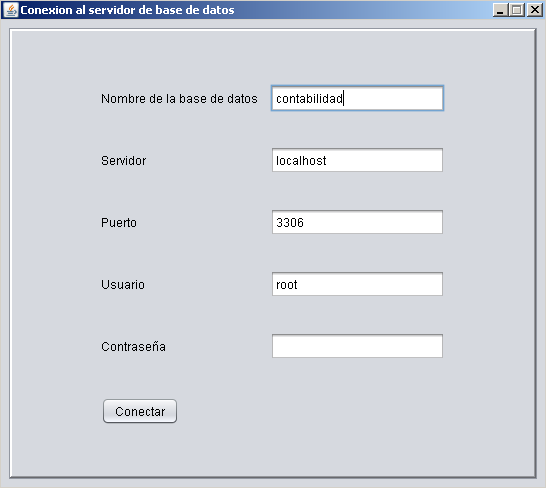 Conexion al servidor de base de datos
Nombre de la base de datos contabilidad
Servidor localhost
Puerto 3306
Usuario root
Contraseña
Conectar